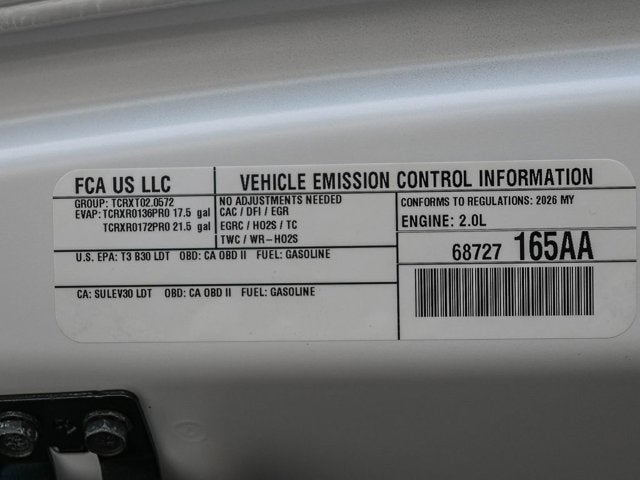 FCA US LLC
VEHICLE EMISSION CONTROL INFORMATION
GROUP: TCRXT02.0572
EVAP: TCRXR0136PR0 17.5 gal
TCRXR0172PR0 21.5 gal
NO ADJUSTMENTS NEEDED
CAC / DFI / EGR
EGRC / HO2S / TC
TWC / WR-HO2S
CONFORMS TO REGULATIONS: 2026 MY
ENGINE: 2.0L
U.S. EPA: T3 B30 LDT OBD: CA OBD II FUEL: GASOLINE
68727 165AA
CA: SULEV30 LDT OBD: CA OBD II FUEL: GASOLINE